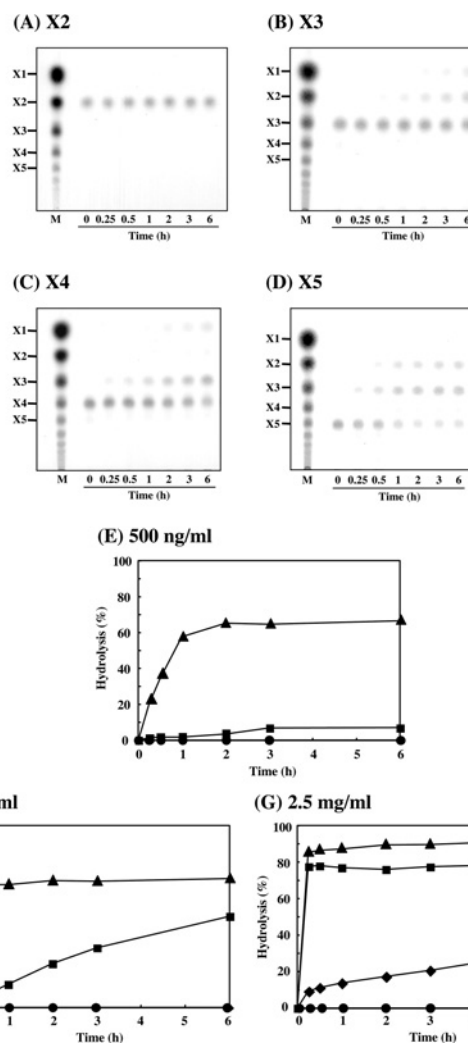 (A) X2
X1
X2
X3
X4
X5
M 0 0.25 0.5 1 2 3 6
Time (h)
(B) X3
X1
X2
X3
X4
X5
M 0 0.25 0.5 1 2 3 6
Time (h)
(C) X4
X1
X2
X3
X4
X5
M 0 0.25 0.5 1 2 3 6
Time (h)
(D) X5
X1
X2
X3
X4
X5
M 0 0.25 0.5 1 2 3 6
Time (h)
(E) 500 ng/ml
Hydrolysis (%)
100
80
60
40
20
0
0 1 2 3 4 5 6
Time (h)
ml
1 2 3 4 5 6
Time (h)
(G) 2.5 mg/ml
Hydrolysis (%)
100
80
60
40
20
0
0 1 2 3
Time (h)